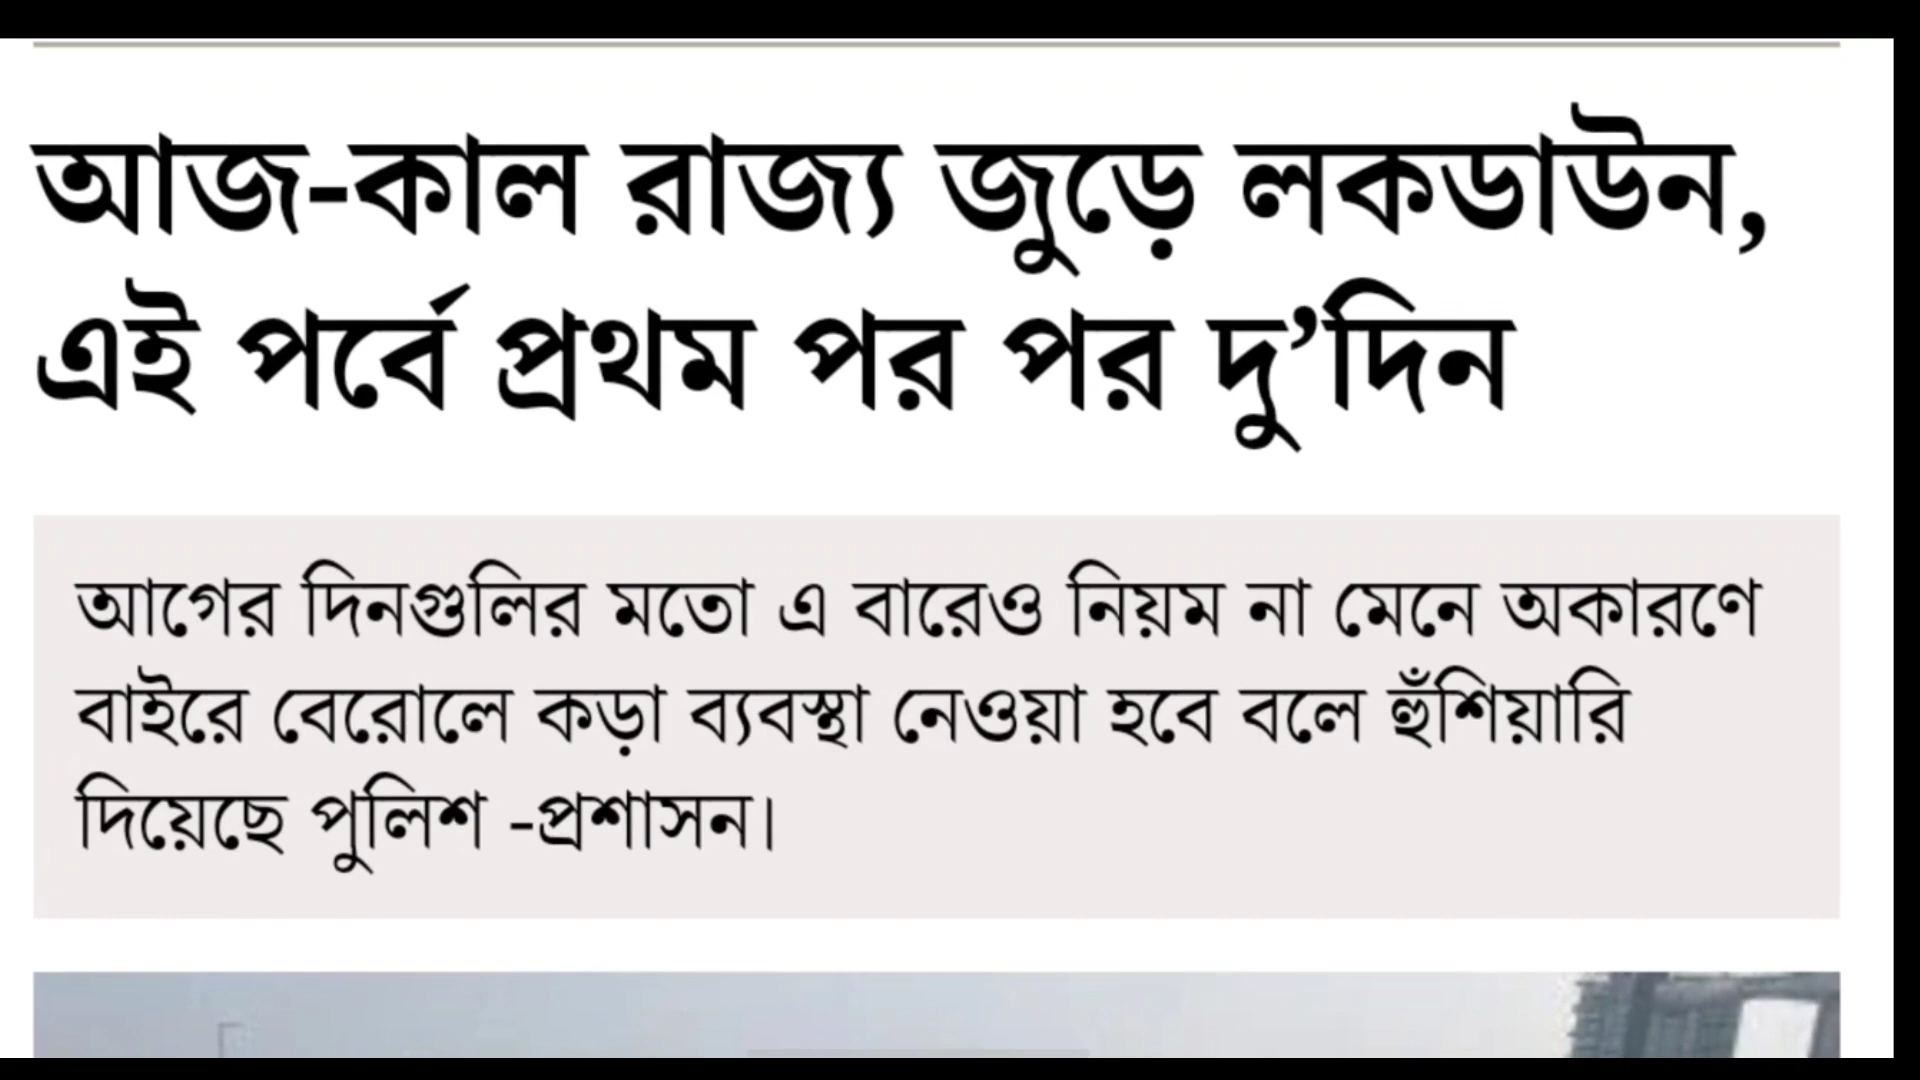 আজ-কাল রাজ্য জুড়ে লকডাউন,
এই পর্বে প্রথম পর পর দু’দিন
আগের দিনগুলির মতো এ বারেও নিয়ম না মেনে অকারণে
বাইরে বেরোলে কড়া ব্যবস্থা নেওয়া হবে বলে হুঁশিয়ারি
দিয়েছে পুলিশ -প্রশাসন।